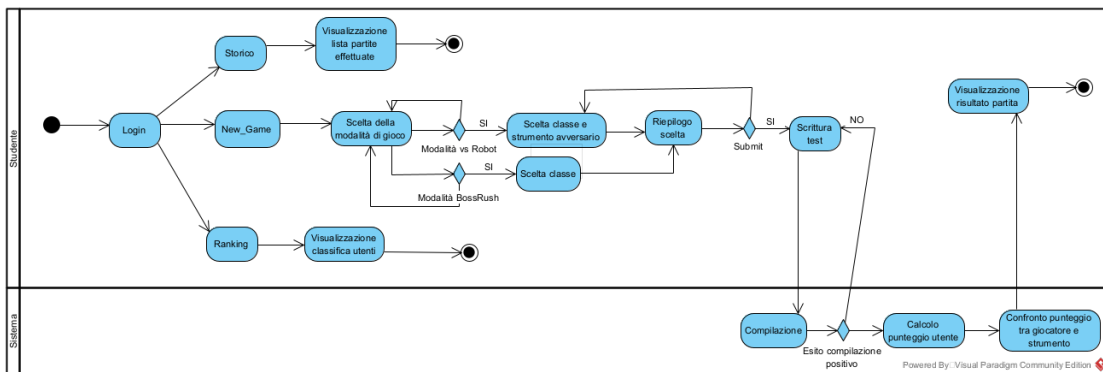 Studente
Visualizzazione
lista partite
effettuate
Storico
Login
New_Game
Scelta della
modalità di gioco
SI
Modalità vs Robot
Scelta classe e
strumento avversario
Riepilogo
scelta
SI
Submit
Scrittura
test
NO
Visualizzazione
risultato partita
SI
Modalità BossRush
Scelta classe
Ranking
Visualizzazione
classifica utenti
Sistema
Compilazione
Esito compilazione
positivo
Calcolo
punteggio utente
Confronto punteggio
tra giocatore e
strumento
Powered By Visual Paradigm Community Edition